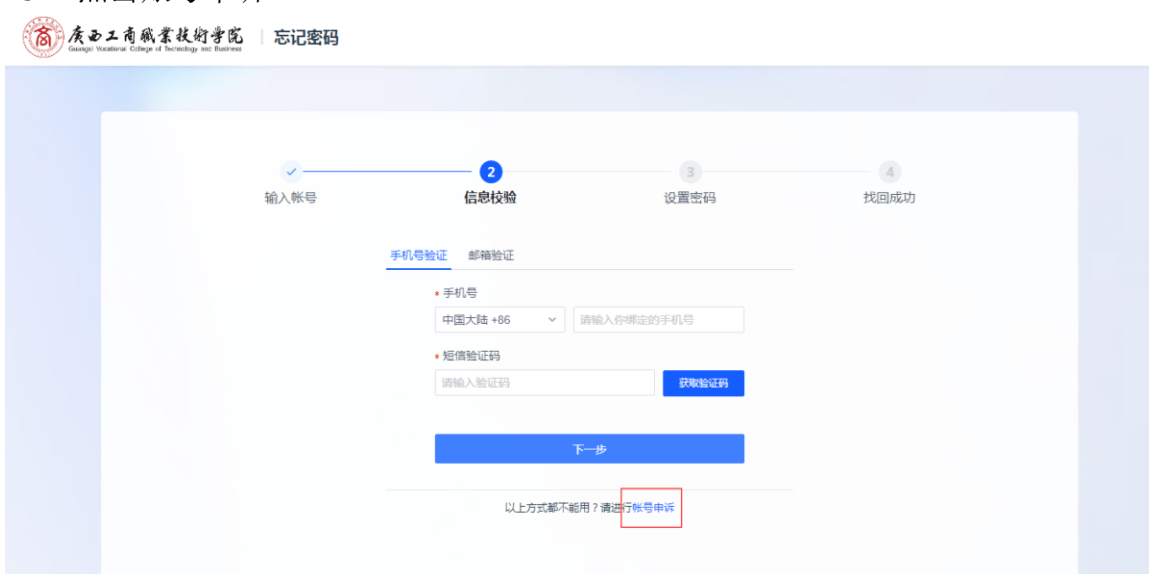 广西工商職業技術学院
Guangxi Vocational College of Technology and Business
忘记密码
2
3
4
输入帐号
信息校验
设置密码
找回成功
手机号验证 邮箱验证
* 手机号
中国大陆 +86
请输入你绑定的手机号
* 短信验证码
请输入验证码
获取验证码
下一步
以上方式都不能用？请进行帐号申诉